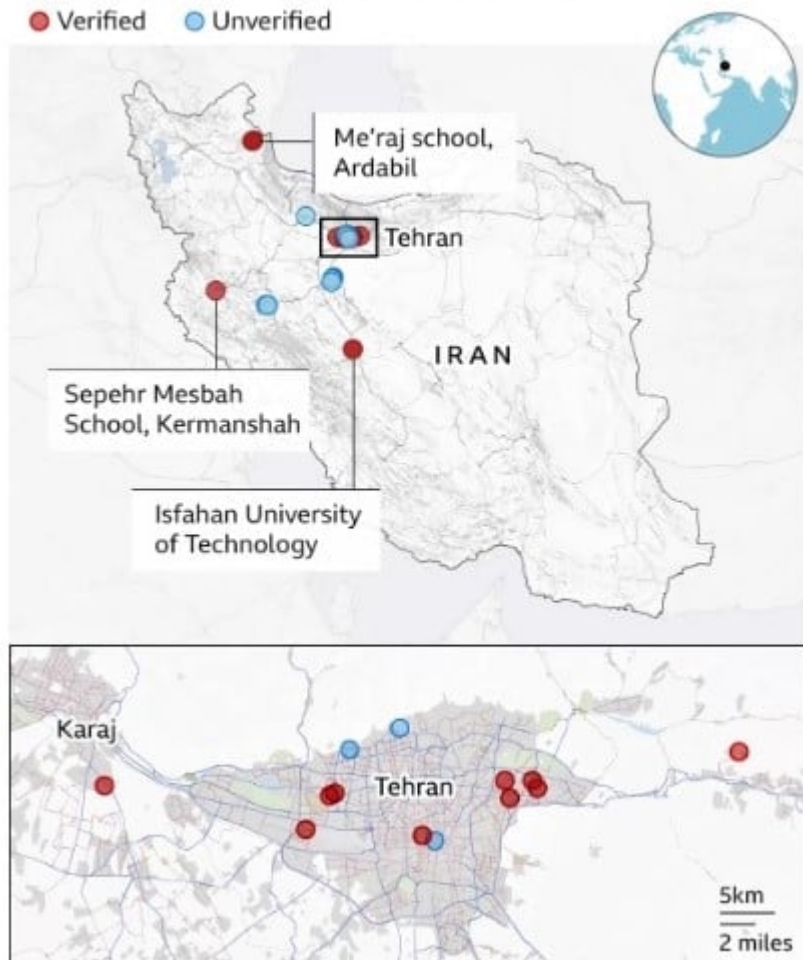 Verified Unverified
Me'raj school,
Ardabil
Tehran
IRAN
Sepehr Mesbah
School, Kermanshah
Isfahan University
of Technology
Karaj
Tehran
5km
2 miles